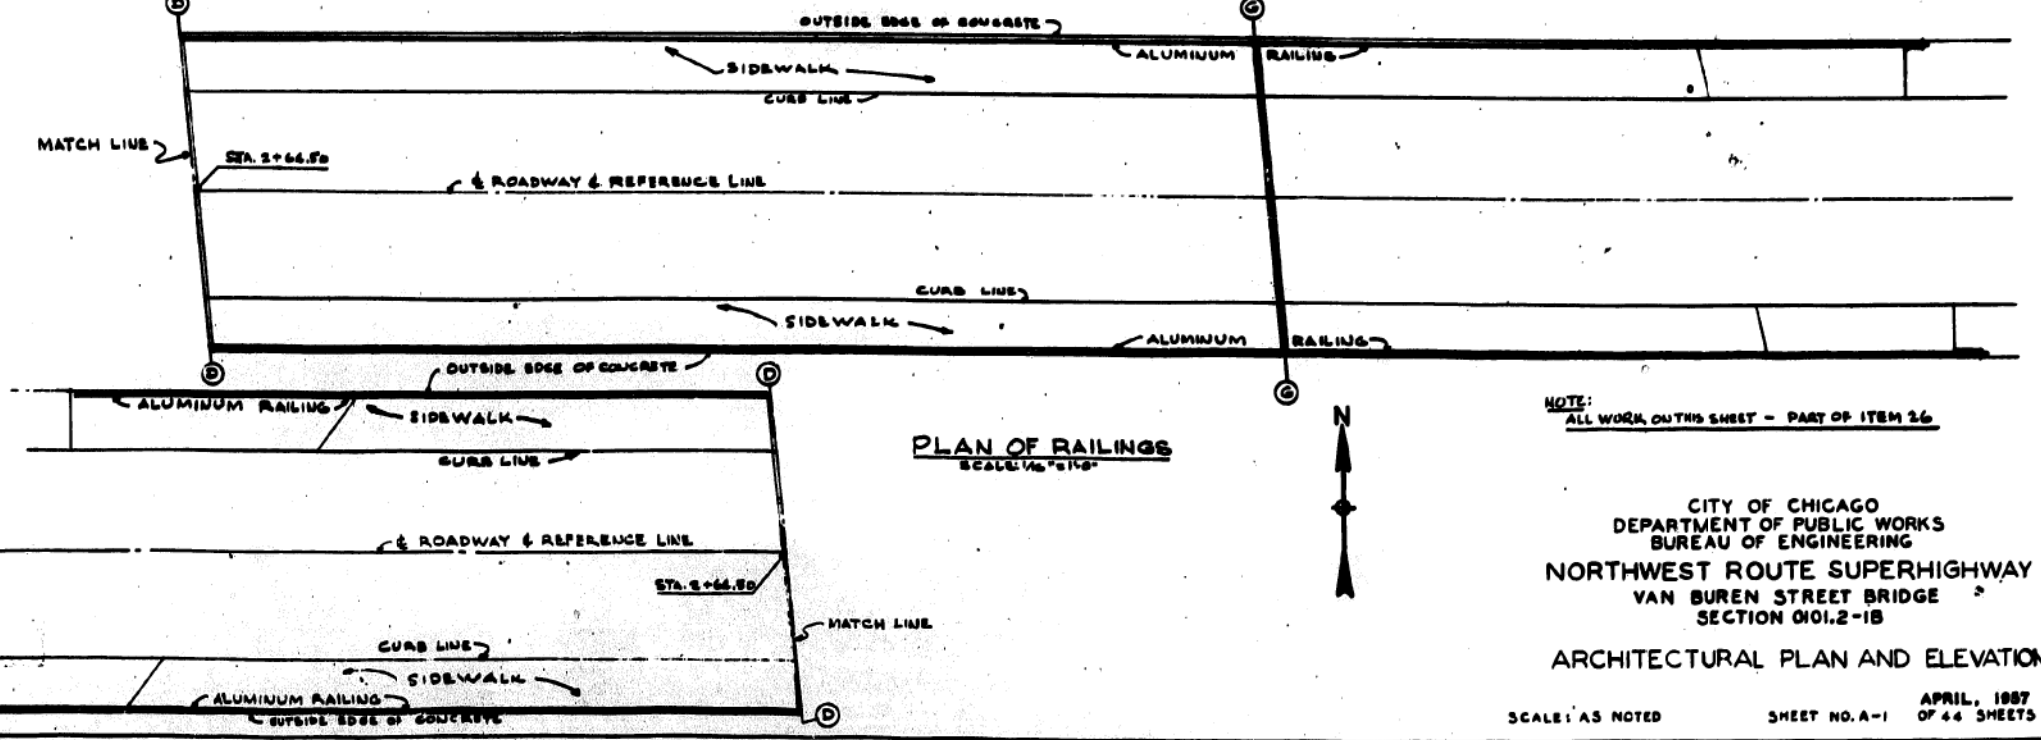 D
G
OUTSIDE EDGE OF CONCRETE
ALUMINUM RAILING
SIDEWALK
CURB LINE
MATCH LINE
STA. 2+66.50
℄ ROADWAY & REFERENCE LINE
CURB LINE
SIDEWALK
ALUMINUM RAILING
OUTSIDE EDGE OF CONCRETE
D
D
G
ALUMINUM RAILING
SIDEWALK
CURB LINE
℄ ROADWAY & REFERENCE LINE
STA. 2+66.50
MATCH LINE
CURB LINE
SIDEWALK
ALUMINUM RAILING
OUTSIDE EDGE OF CONCRETE
D
PLAN OF RAILINGS
SCALE: 1/16"=1'-0"
N
NOTE:
ALL WORK ON THIS SHEET - PART OF ITEM 26
CITY OF CHICAGO
DEPARTMENT OF PUBLIC WORKS
BUREAU OF ENGINEERING
NORTHWEST ROUTE SUPERHIGHWAY
VAN BUREN STREET BRIDGE
SECTION 0101.2-1B
ARCHITECTURAL PLAN AND ELEVATION
APRIL, 1957
SCALE: AS NOTED SHEET NO. A-1 OF 44 SHEETS